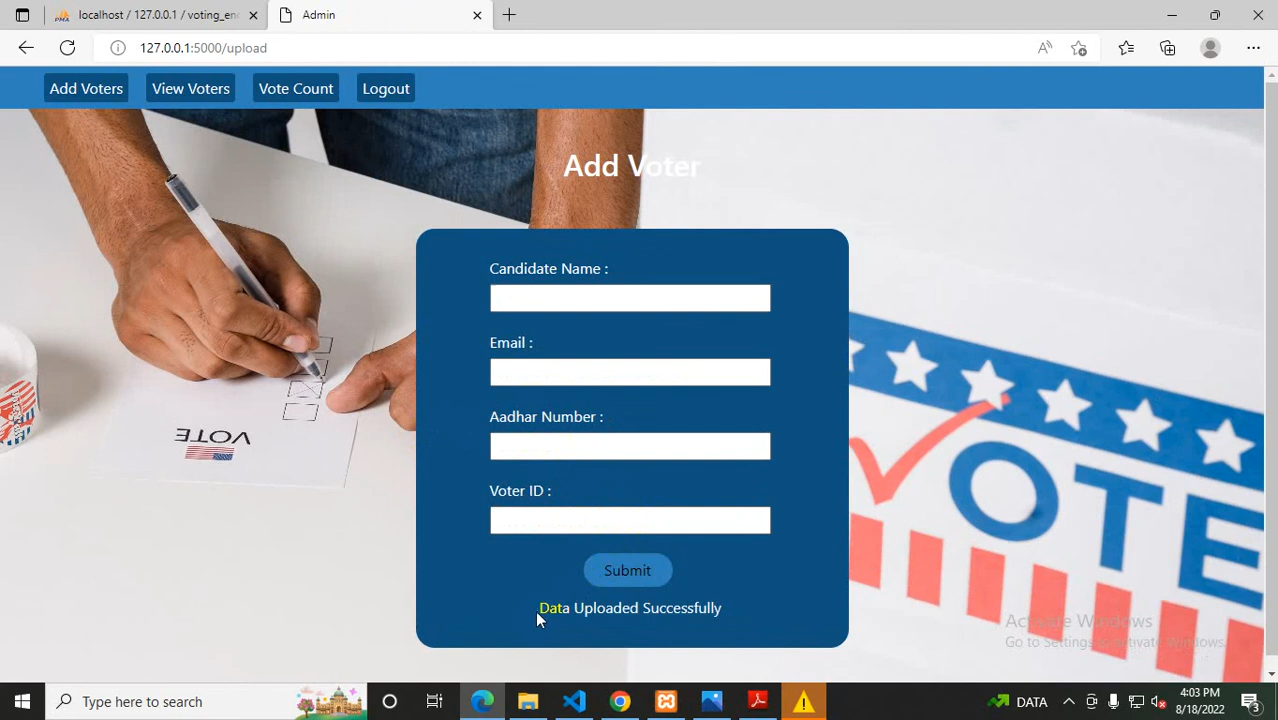 localhost / 127.0.0.1 / voting_en
Admin
127.0.0.1:5000/upload
Add Voters
View Voters
Vote Count
Logout
Add Voter
Candidate Name :
Email :
Aadhar Number :
Voter ID :
Submit
Data Uploaded Successfully
VOTE
VOTE
Activate Windows
Go to Settings to activate Windows.
Type here to search
DATA
4:03 PM
8/18/2022
3